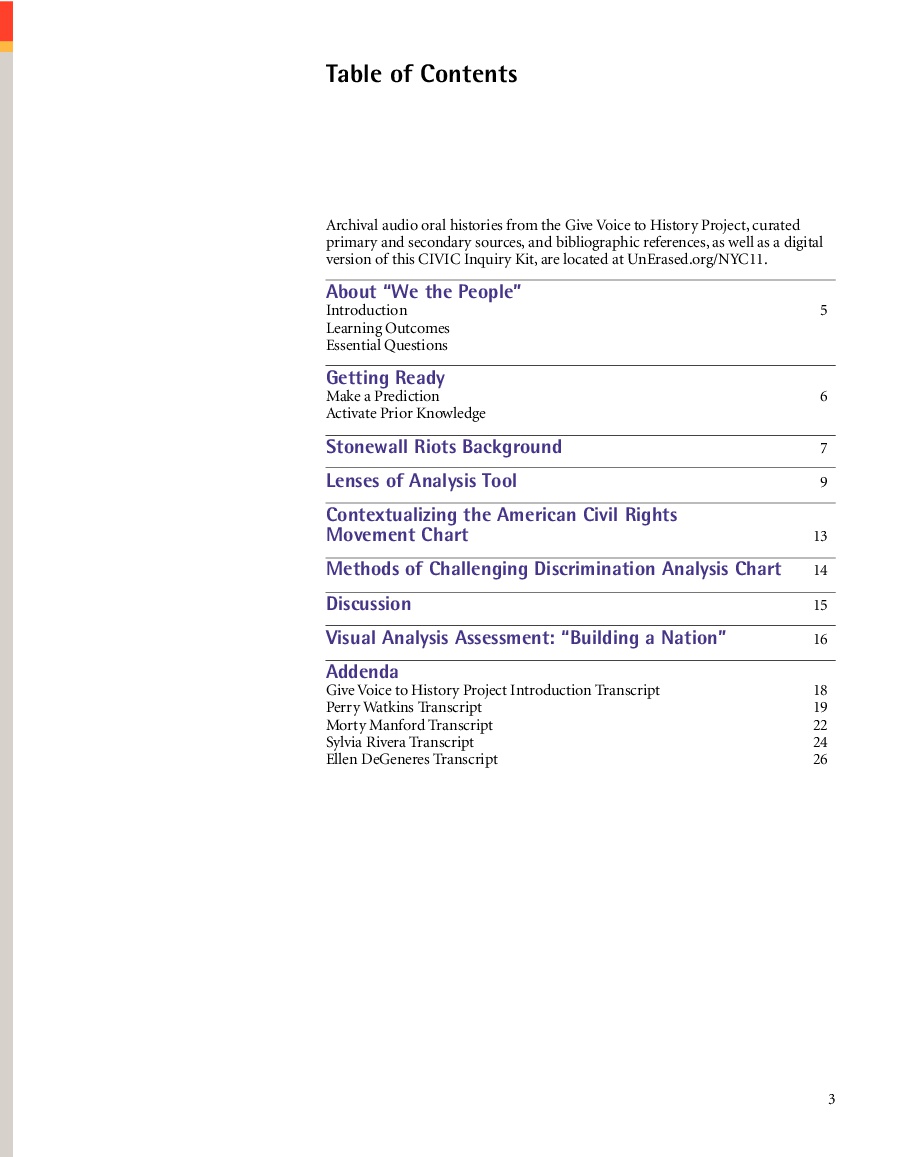 Table of Contents
Archival audio oral histories from the Give Voice to History Project, curated
primary and secondary sources, and bibliographic references, as well as a digital
version of this CIVIC Inquiry Kit, are located at UnErased.org/NYC11.
About “We the People”
Introduction 5
Learning Outcomes
Essential Questions
Getting Ready
Make a Prediction 6
Activate Prior Knowledge
Stonewall Riots Background 7
Lenses of Analysis Tool 9
Contextualizing the American Civil Rights
Movement Chart 13
Methods of Challenging Discrimination Analysis Chart 14
Discussion 15
Visual Analysis Assessment: “Building a Nation” 16
Addenda
Give Voice to History Project Introduction Transcript 18
Perry Watkins Transcript 19
Morty Manford Transcript 22
Sylvia Rivera Transcript 24
Ellen DeGeneres Transcript 26
3